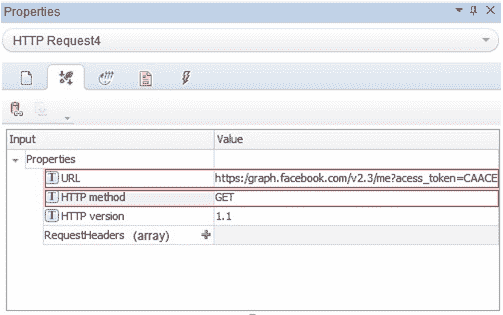 Properties
HTTP Request4
Input Value
Properties
T URL https:/graph.facebook.com/v2.3/me?acess_token=CAACE
T HTTP method GET
T HTTP version 1.1
RequestHeaders (array)